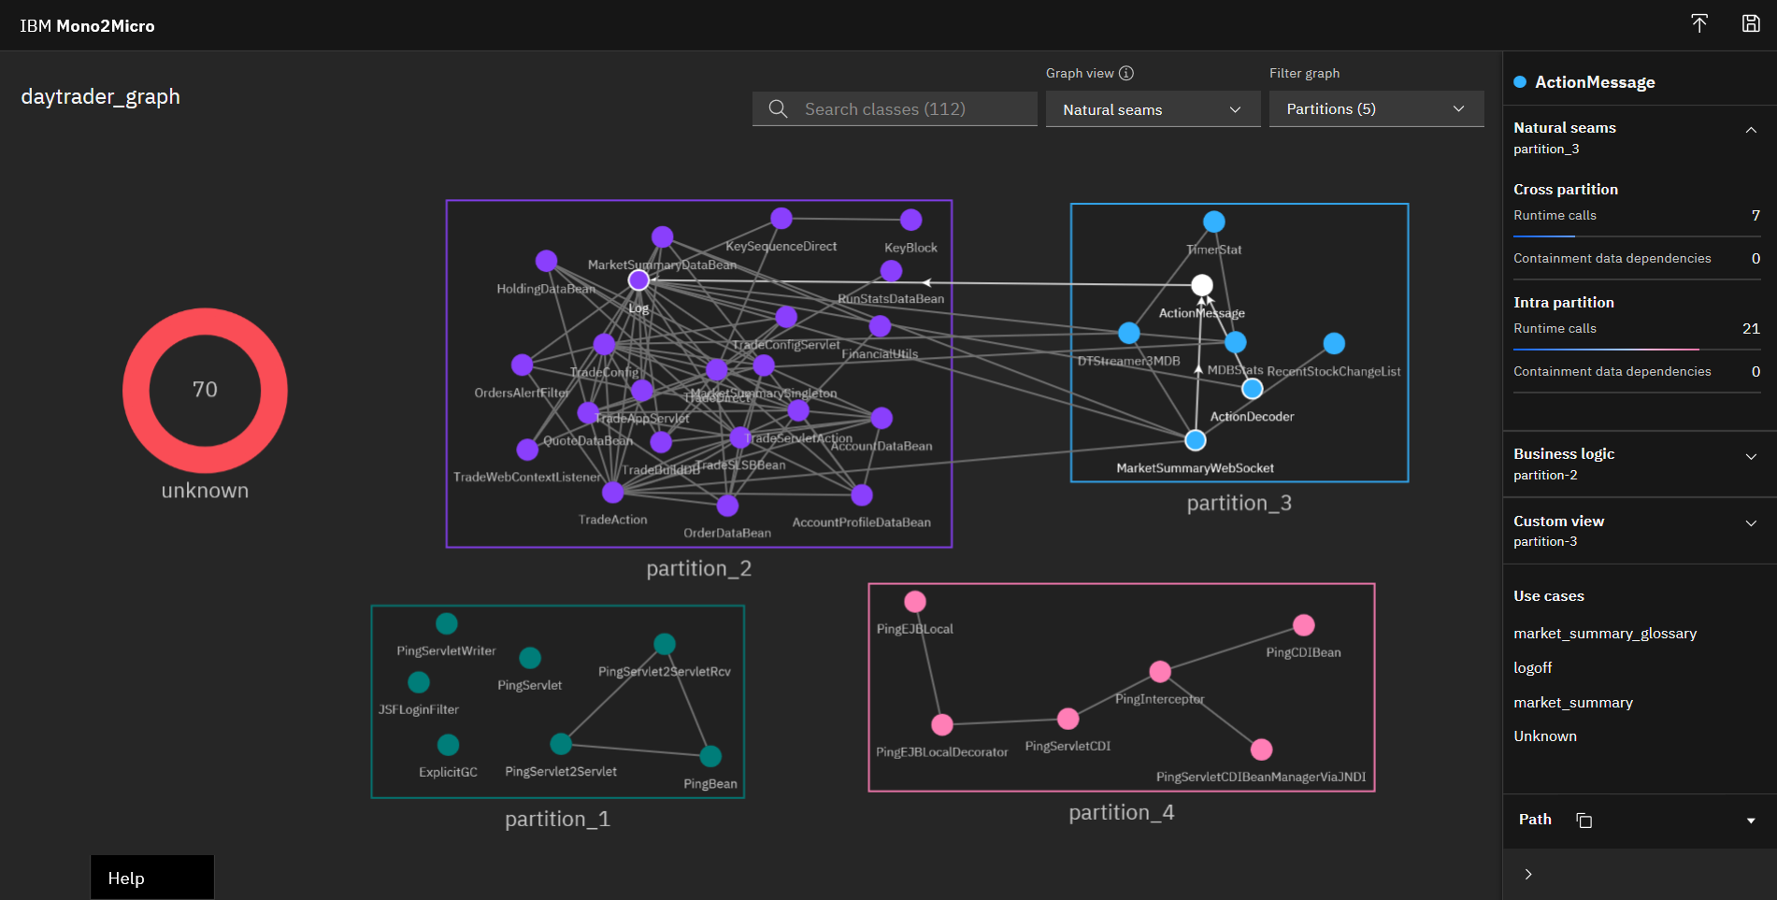 IBM Mono2Micro
daytrader_graph
Search classes (112)
Graph view
Natural seams
Filter graph
Partitions (5)
70
unknown
KeySequenceDirect
KeyBlock
MarketSummaryDataBean
HoldingDataBean
RunStatsDataBean
Log
TradeConfigServlet
FinancialUtils
TradeConfig
OrdersAlertFilter
MarketSummarySingleton
TradeDirect
TradeAppServlet
QuoteDataBean
TradeServletAction
AccountDataBean
TradeBuildDB
TradeSLSBBean
TradeWebContextListener
TradeAction
OrderDataBean
AccountProfileDataBean
partition_2
TimerStat
ActionMessage
DTStreamer3MDB
MDBStats
RecentStockChangeList
ActionDecoder
MarketSummaryWebSocket
partition_3
PingServletWriter
PingServlet2ServletRcv
PingServlet
JSFLoginFilter
ExplicitGC
PingServlet2Servlet
PingBean
partition_1
PingEJBLocal
PingCDIBean
PingInterceptor
PingEJBLocalDecorator
PingServletCDI
PingServletCDIBeanManagerViaJNDI
partition_4
Help
ActionMessage
Natural seams
partition_3
Cross partition
Runtime calls 7
Containment data dependencies 0
Intra partition
Runtime calls 21
Containment data dependencies 0
Business logic
partition-2
Custom view
partition-3
Use cases
market_summary_glossary
logoff
market_summary
Unknown
Path